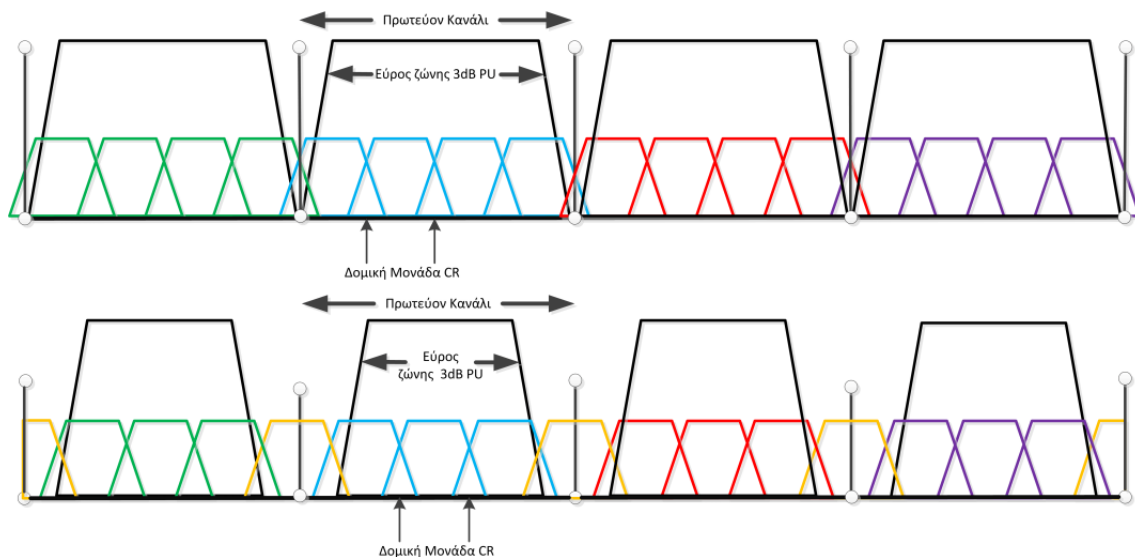 Πρωτεύον Κανάλι
Εύρος ζώνης 3dB PU
Δομική Μονάδα CR
Πρωτεύον Κανάλι
Εύρος
ζώνης 3dB PU
Δομική Μονάδα CR